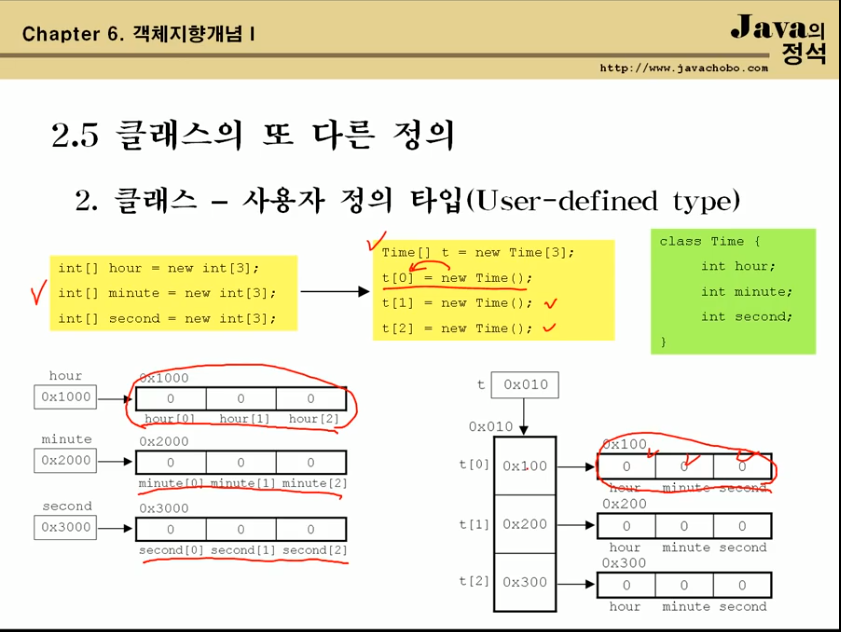 Chapter 6. 객체지향개념 I
Java의 정석
http://www.javachobo.com
2.5 클래스의 또 다른 정의
2. 클래스 – 사용자 정의 타입(User-defined type)
int[] hour = new int[3];
int[] minute = new int[3];
int[] second = new int[3];
Time[] t = new Time[3];
t[0] = new Time();
t[1] = new Time();
t[2] = new Time();
class Time {
int hour;
int minute;
int second;
}
hour
0x1000
0x1000
0 0 0
hour[0] hour[1] hour[2]
minute
0x2000
0x2000
0 0 0
minute[0] minute[1] minute[2]
second
0x3000
0x3000
0 0 0
second[0] second[1] second[2]
t 0x010
0x010
t[0] 0x100
0x100
0 0 0
hour minute second
t[1] 0x200
0x200
0 0 0
hour minute second
t[2] 0x300
0x300
0 0 0
hour minute second